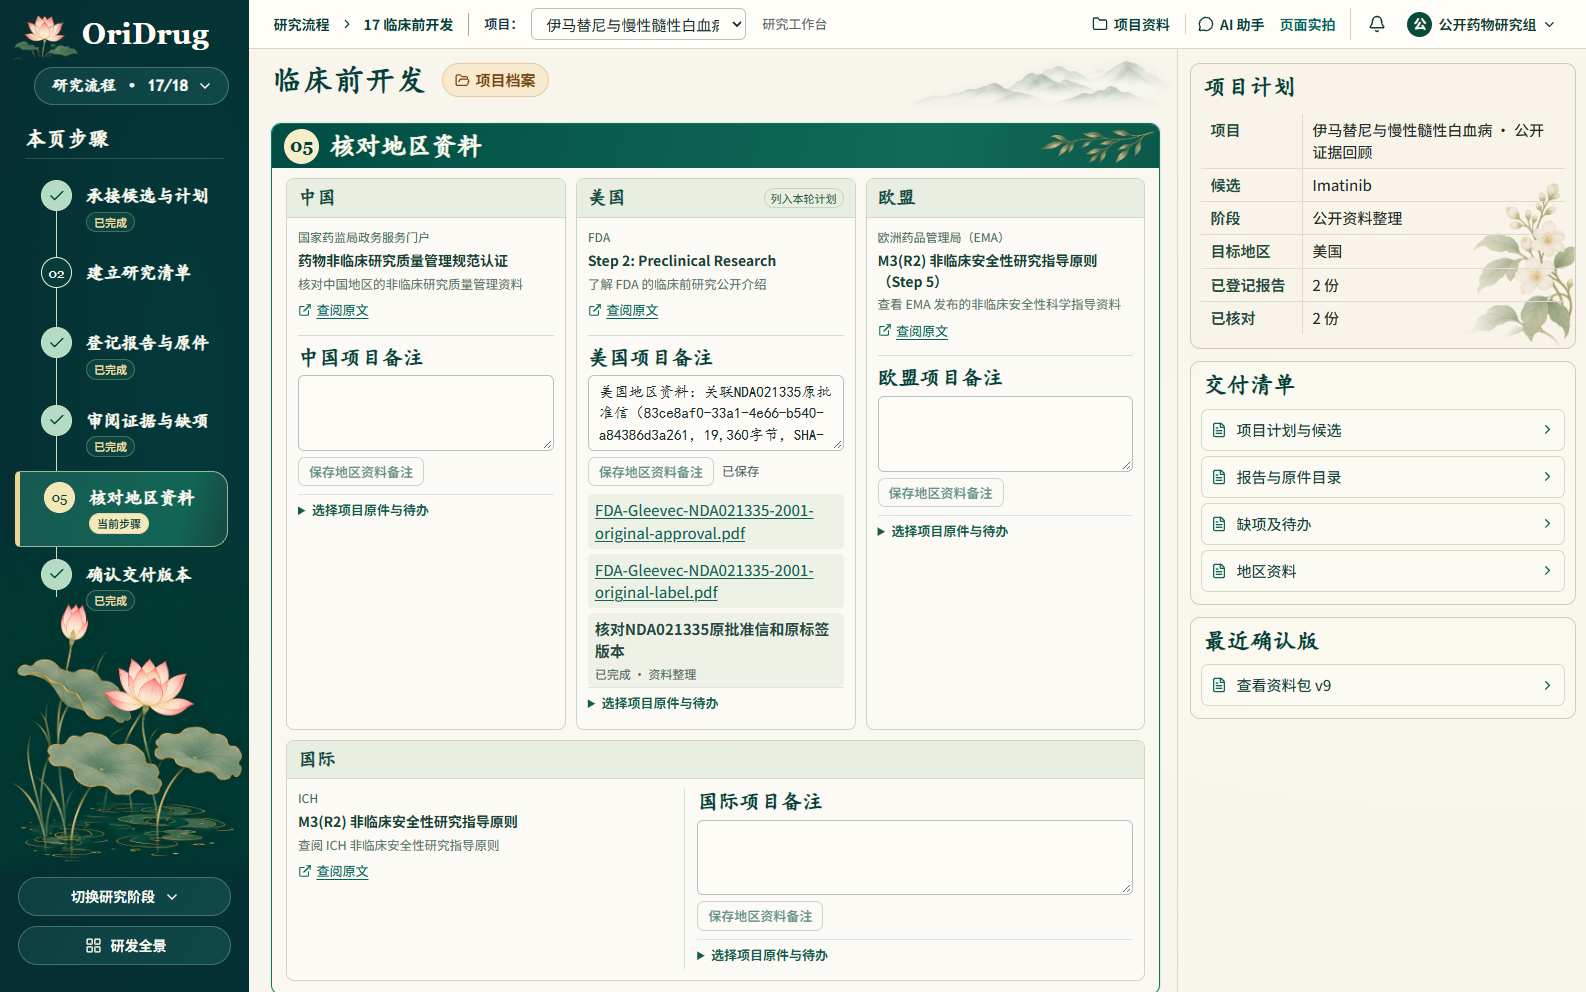 OriDrug
研究流程 • 17/18
本页步骤
承接候选与计划
已完成
02 建立研究清单
登记报告与原件
已完成
审阅证据与缺项
已完成
05 核对地区资料
当前步骤
确认交付版本
已完成
切换研究阶段
研发全景
研究流程 > 17 临床前开发 项目： 伊马替尼与慢性髓性白血病 研究工作台
项目资料 AI 助手 页面实拍 公 公开药物研究组
临床前开发 项目档案
05 核对地区资料
中国
国家药监局政务服务门户
药物非临床研究质量管理规范认证
核对中国地区的非临床研究质量管理资料
查阅原文
中国项目备注
保存地区资料备注
选择项目原件与待办
美国 列入本轮计划
FDA
Step 2: Preclinical Research
了解 FDA 的临床前研究公开介绍
查阅原文
美国项目备注
美国地区资料：关联NDA021335原批
准信（83ce8af0-33a1-4e66-b540-
a84386d3a261，19,360字节，SHA-
保存地区资料备注 已保存
FDA-Gleevec-NDA021335-2001-
original-approval.pdf
FDA-Gleevec-NDA021335-2001-
original-label.pdf
核对NDA021335原批准信和原标签
版本
已完成 • 资料整理
选择项目原件与待办
欧盟
欧洲药品管理局（EMA）
M3(R2) 非临床安全性研究指导原则
（Step 5）
查看 EMA 发布的非临床安全性科学指导资料
查阅原文
欧盟项目备注
保存地区资料备注
选择项目原件与待办
国际
ICH
M3(R2) 非临床安全性研究指导原则
查阅 ICH 非临床安全性研究指导原则
查阅原文
国际项目备注
保存地区资料备注
选择项目原件与待办
项目计划
项目 伊马替尼与慢性髓性白血病 • 公开
证据回顾
候选 Imatinib
阶段 公开资料整理
目标地区 美国
已登记报告 2 份
已核对 2 份
交付清单
项目计划与候选
报告与原件目录
缺项及待办
地区资料
最近确认版
查看资料包 v9